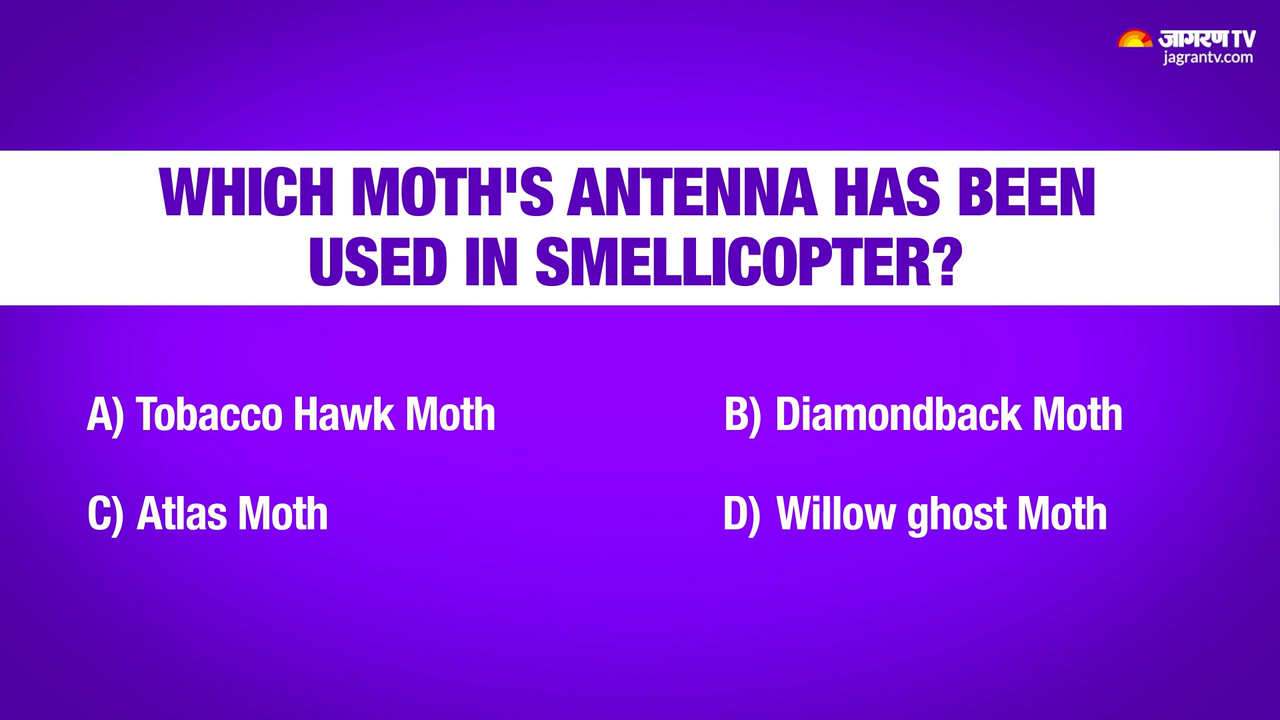 जागरण TV
jagrantv.com
WHICH MOTH'S ANTENNA HAS BEEN
USED IN SMELLICOPTER?
A) Tobacco Hawk Moth
B) Diamondback Moth
C) Atlas Moth
D) Willow ghost Moth